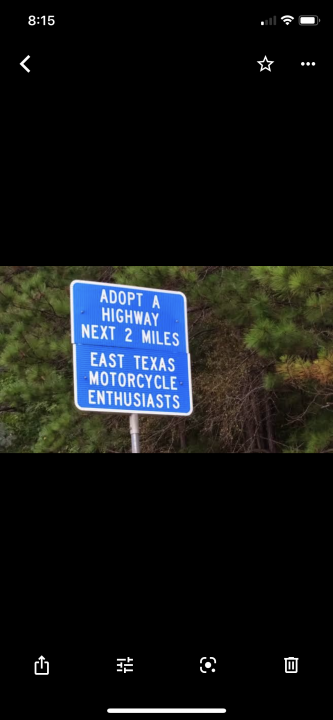 8:15
ADOPT A
HIGHWAY
NEXT 2 MILES
EAST TEXAS
MOTORCYCLE
ENTHUSIASTS